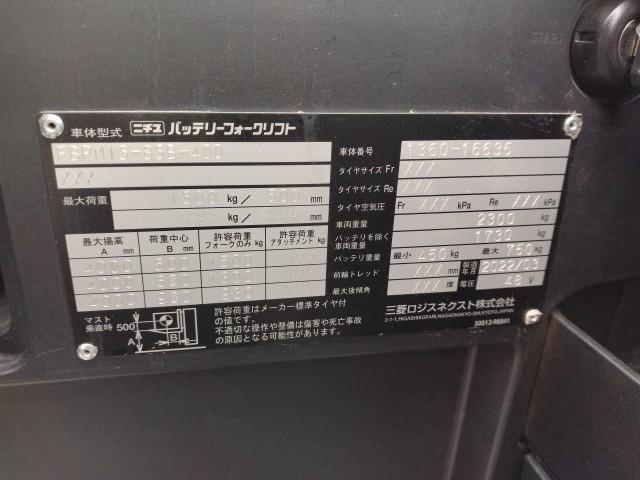 START
車体型式 ニチユ バッテリーフォークリフト
FBRM15-85B-400
///
最大荷重 1500 kg/ 600 mm
kg/ mm
最大揚高 A mm 荷重中心 B mm 許容荷重 フォークのみ kg 許容荷重 アタッチメント kg
4000
マスト垂直時 500 A B
許容荷重はメーカー標準タイヤ付
の値です。
不適切な操作や整備は傷害や死亡事故
の原因となる可能性があります。
車体番号 1360-16635
タイヤサイズ Fr ///
タイヤサイズ Re ///
タイヤ空気圧 Fr /// kPa Re /// kPa
車両重量 2300 kg
バッテリを除く車両重量 1730 kg
バッテリ重量 最小 450 kg 最大 750 kg
前輪トレッド /// mm 製造年月 2022/03
最大後傾角 /// 度 電圧 48 V
三菱ロジスネクスト株式会社
2-1-1,HIGASHIKOTARI,NAGAOKAKYO-SHI,KYOTO,JAPAN